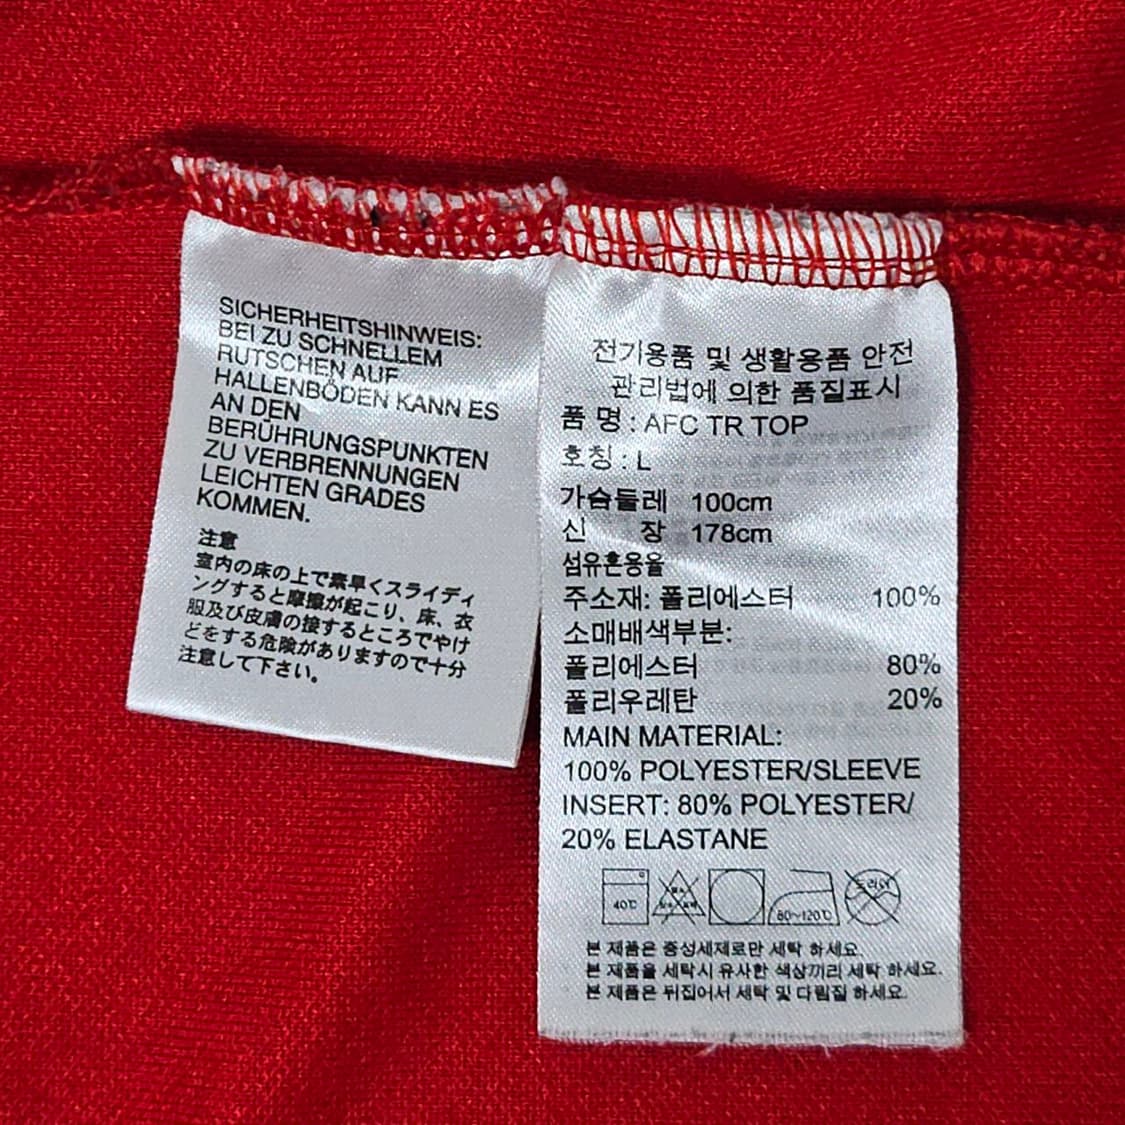 SICHERHEITSHINWEIS:
BEI ZU SCHNELLEM
RUTSCHEN AUF
HALLENBÖDEN KANN ES
AN DEN
BERÜHRUNGSPUNKTEN
ZU VERBRENNUNGEN
LEICHTEN GRADES
KOMMEN.
注意
室内の床の上で素早くスライディ
ングすると摩擦が起こり、床、衣
服及び皮膚の接するところでやけ
どをする危険がありますので十分
注意して下さい。
전기용품 및 생활용품 안전
관리법에 의한 품질표시
품 명 : AFC TR TOP
호칭 : L
가슴둘레 100cm
신 장 178cm
섬유혼용율
주소재: 폴리에스터 100%
소매배색부분:
폴리에스터 80%
폴리우레탄 20%
MAIN MATERIAL:
100% POLYESTER/SLEEVE
INSERT: 80% POLYESTER/
20% ELASTANE
40℃ 80~120℃ 드라이
본 제품은 중성세제로만 세탁 하세요.
본 제품을 세탁시 유사한 색상끼리 세탁 하세요.
본 제품은 뒤집어서 세탁 및 다림질 하세요.